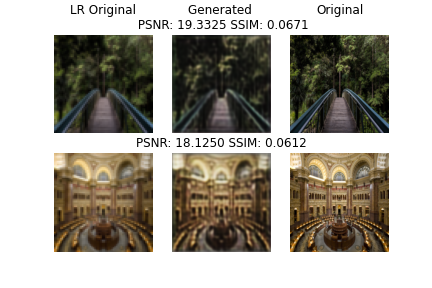 LR Original Generated Original
PSNR: 19.3325 SSIM: 0.0671
PSNR: 18.1250 SSIM: 0.0612